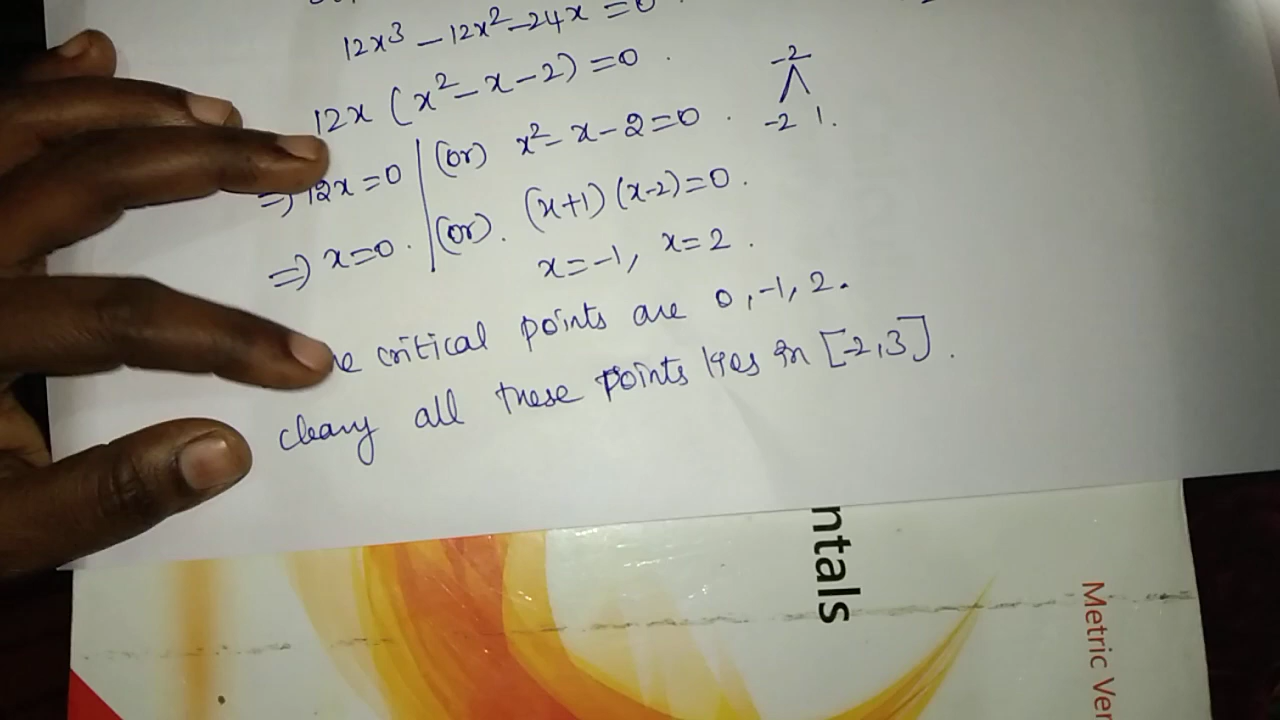 12x³ – 12x² – 24x = 0
12x (x² – x – 2) = 0 .
-2
-2 1.
⇒ 12x = 0 (or) x² – x – 2 = 0 .
⇒ x = 0 . (or). (x+1) (x-2) = 0 .
x = -1, x = 2 .
critical points are 0, -1, 2.
cleary all these points lies in [-2,3] .
ntals
Metric Ver